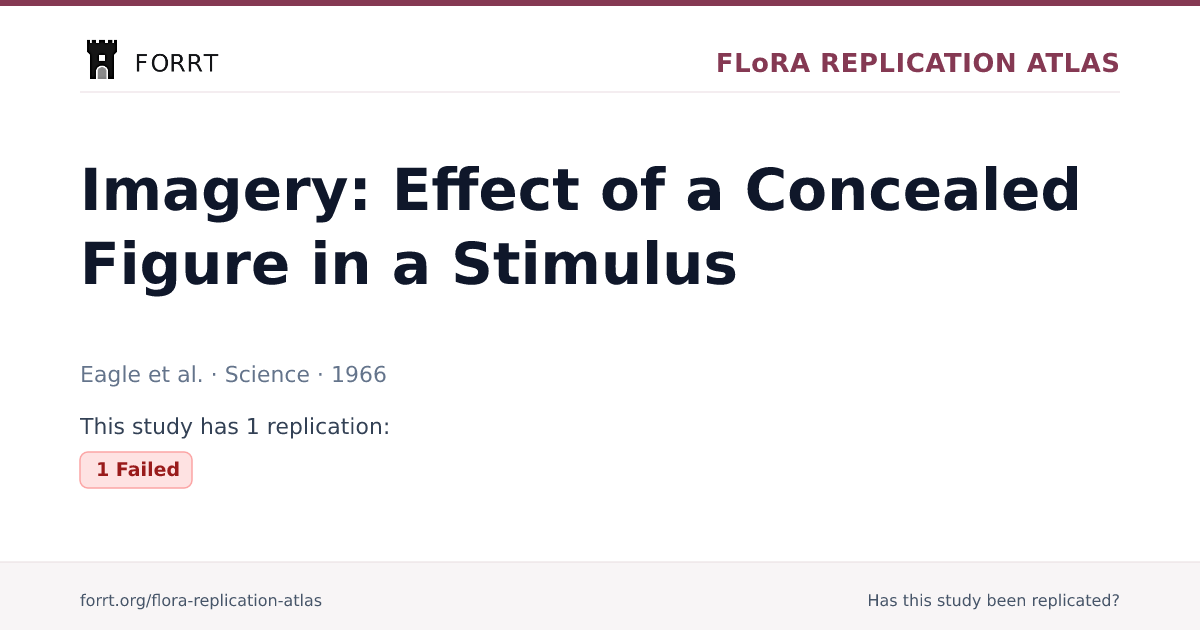 FORRT
FLoRA REPLICATION ATLAS
Imagery: Effect of a Concealed
Figure in a Stimulus
Eagle et al. · Science · 1966
This study has 1 replication:
1 Failed
forrt.org/flora-replication-atlas
Has this study been replicated?